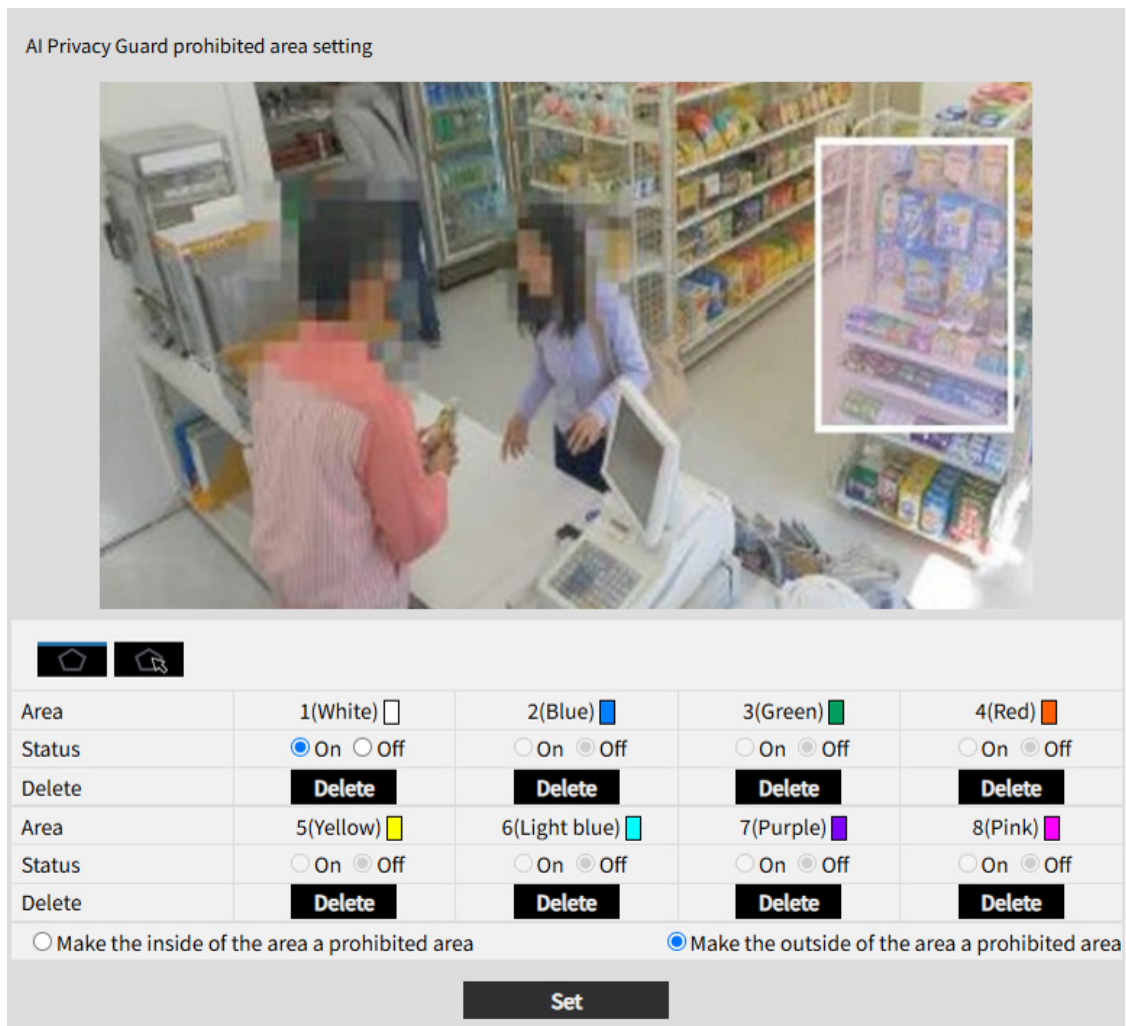 AI Privacy Guard prohibited area setting
Area 1(White) 2(Blue) 3(Green) 4(Red)
Status On Off On Off On Off On Off
Delete Delete Delete Delete Delete
Area 5(Yellow) 6(Light blue) 7(Purple) 8(Pink)
Status On Off On Off On Off On Off
Delete Delete Delete Delete Delete
Make the inside of the area a prohibited area Make the outside of the area a prohibited area
Set